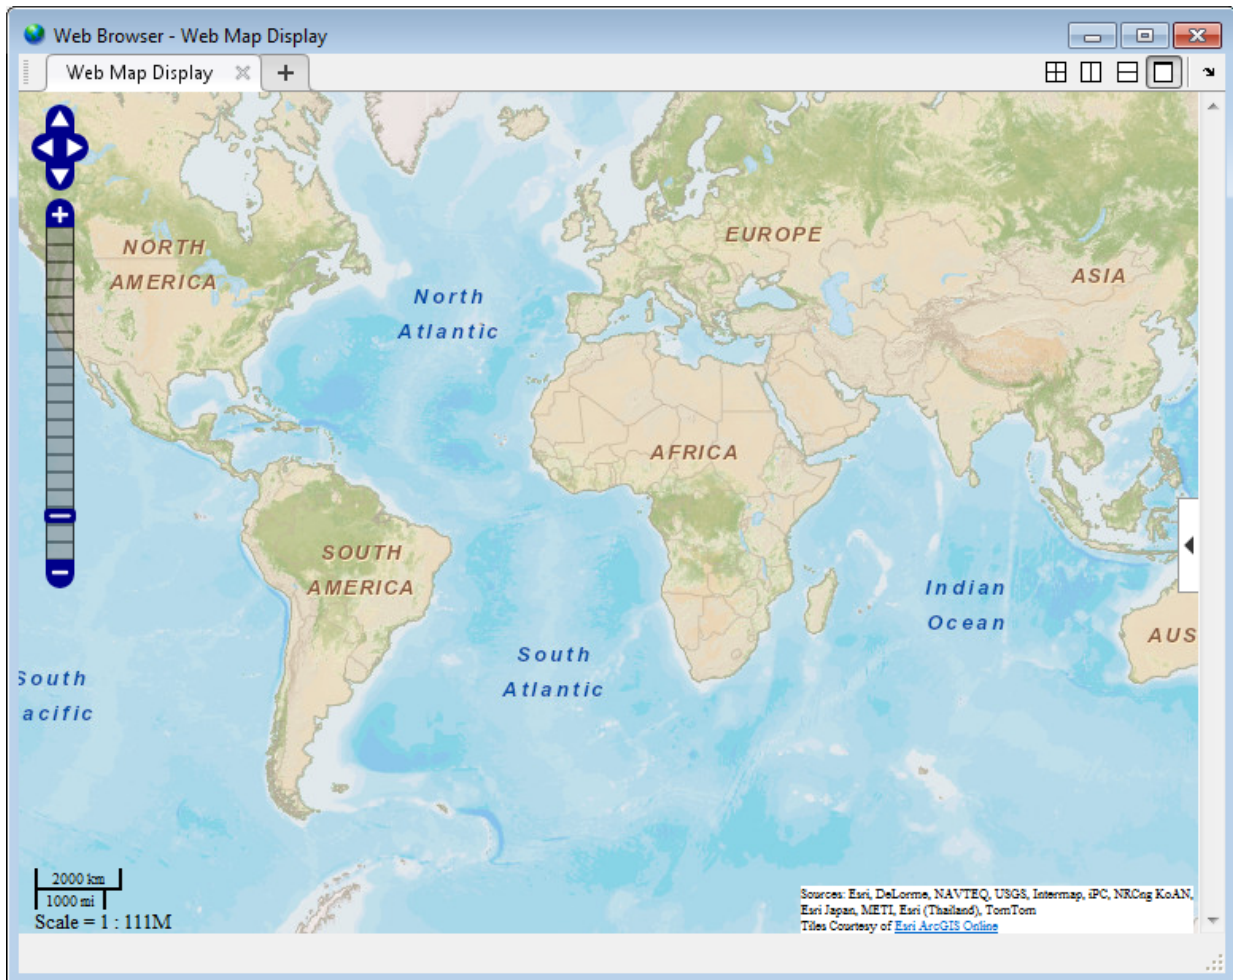 Web Browser - Web Map Display
Web Map Display
NORTH
AMERICA
EUROPE
ASIA
North
Atlantic
AFRICA
SOUTH
AMERICA
Indian
Ocean
AUS
South
Atlantic
South
acific
2000 km
1000 mi
Scale = 1 : 111M
Sources: Esri, DeLorme, NAVTEQ, USGS, Intermap, iPC, NRCng KoAN,
Esri Japan, METI, Esri (Thailand), TomTom
Tiles Courtesy of Esri ArcGIS Online